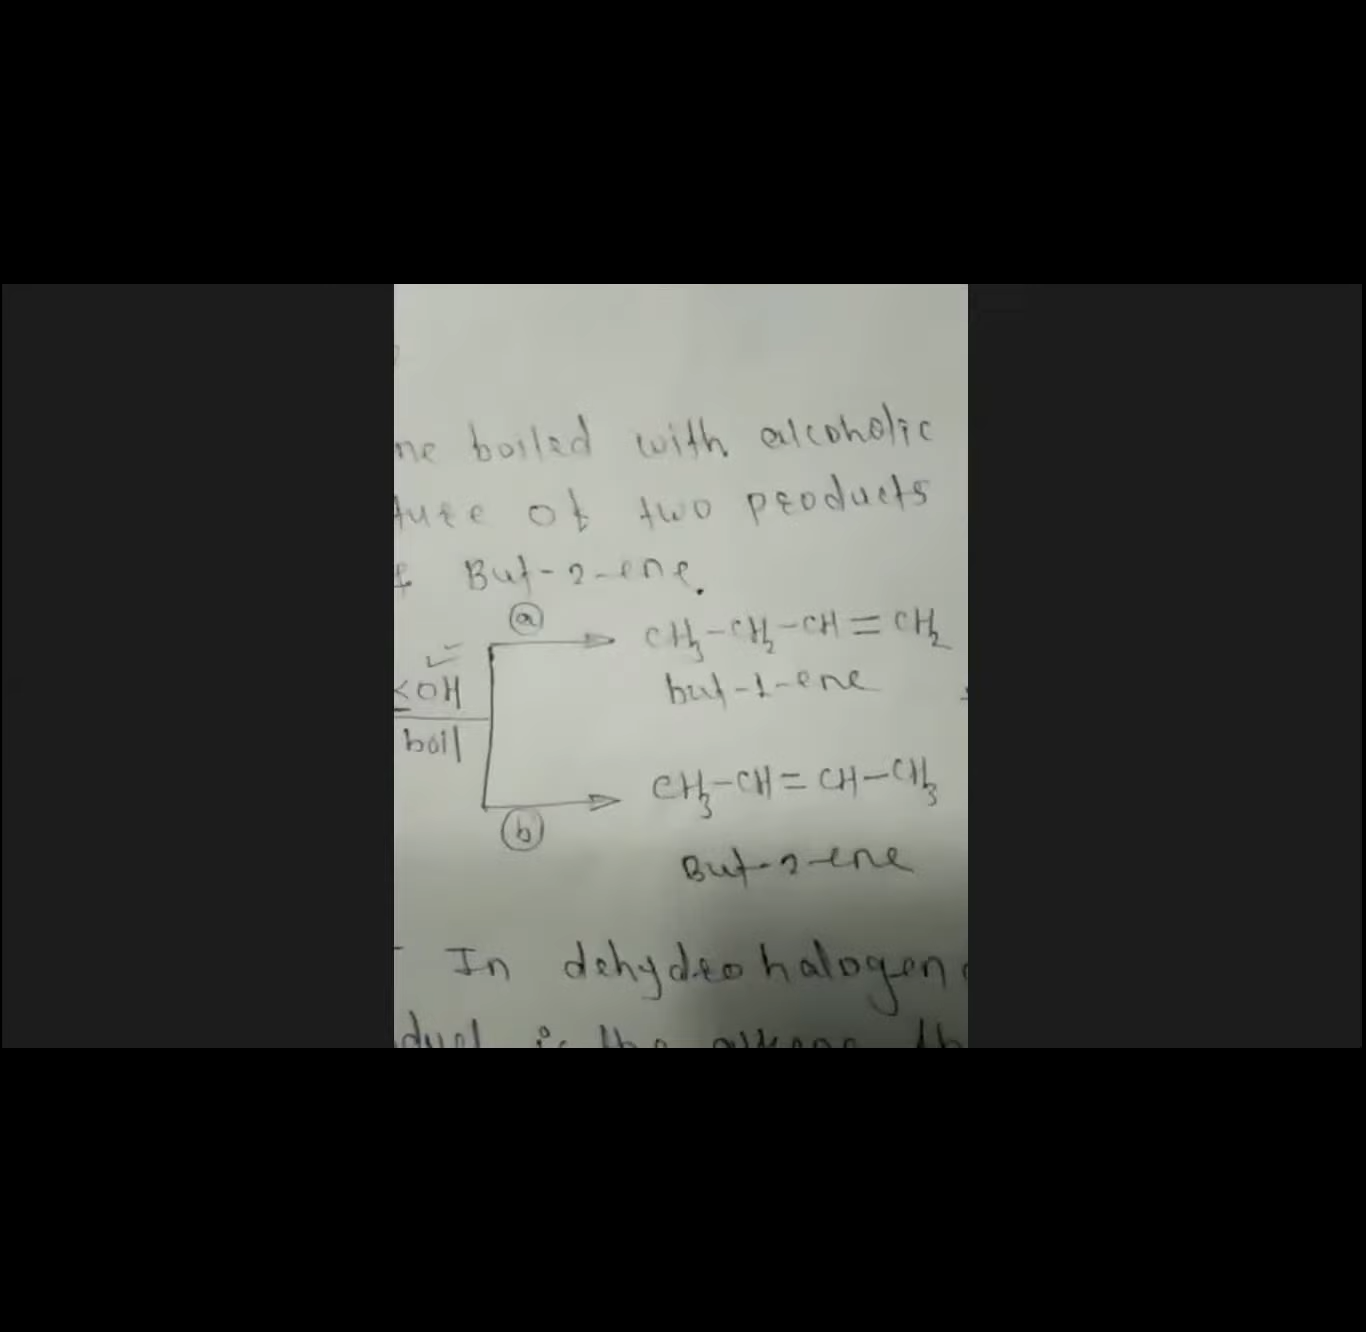 ne boiled with alcoholic
ture of two products
But-2-ene.
a
CH3-CH2-CH=CH2
KOH
but-1-ene
boil
CH3-CH=CH-CH3
b
But-2-ene
In dehydrohalogen